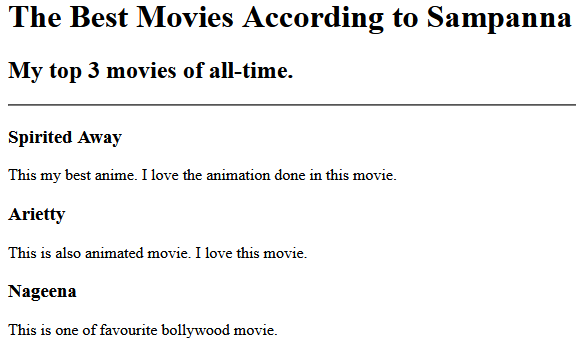 The Best Movies According to Sampanna
My top 3 movies of all-time.
Spirited Away
This my best anime. I love the animation done in this movie.
Arietty
This is also animated movie. I love this movie.
Nageena
This is one of favourite bollywood movie.